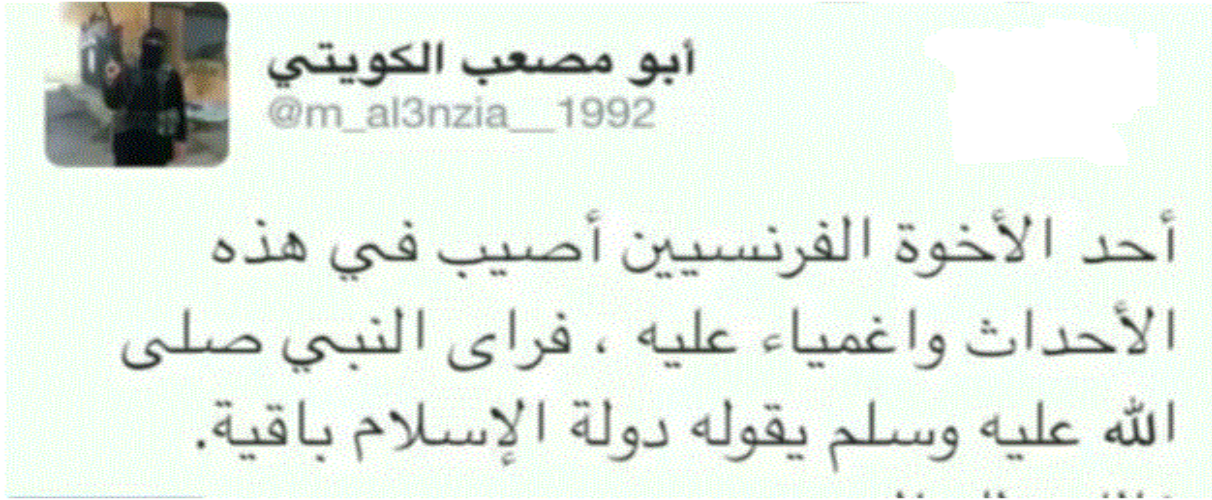 أبو مصعب الكويتي
@m_al3nzia__1992
أحد الأخوة الفرنسيين أصيب في هذه
الأحداث واغمياء عليه ، فراى النبي صلى
الله عليه وسلم يقوله دولة الإسلام باقية.